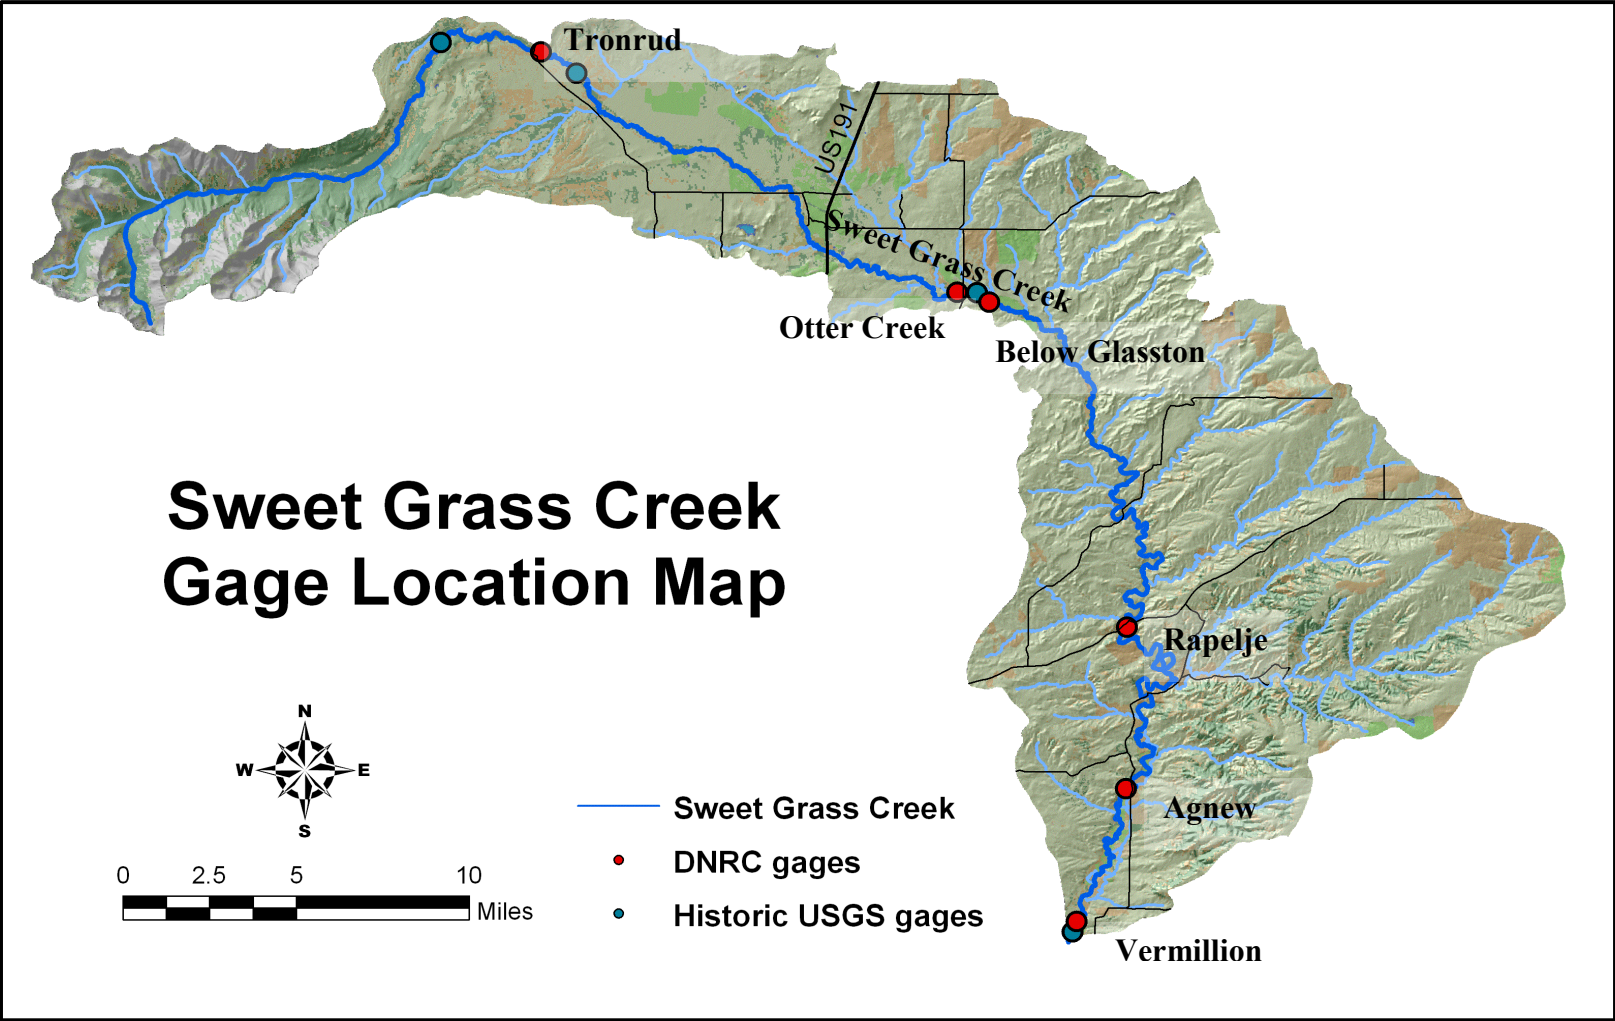 Tronrud
US191
Sweet Grass Creek
Otter Creek
Below Glasston
Sweet Grass Creek
Gage Location Map
Rapelje
N
W
E
S
Agnew
Sweet Grass Creek
DNRC gages
Historic USGS gages
0 2.5 5 10
Miles
Vermillion